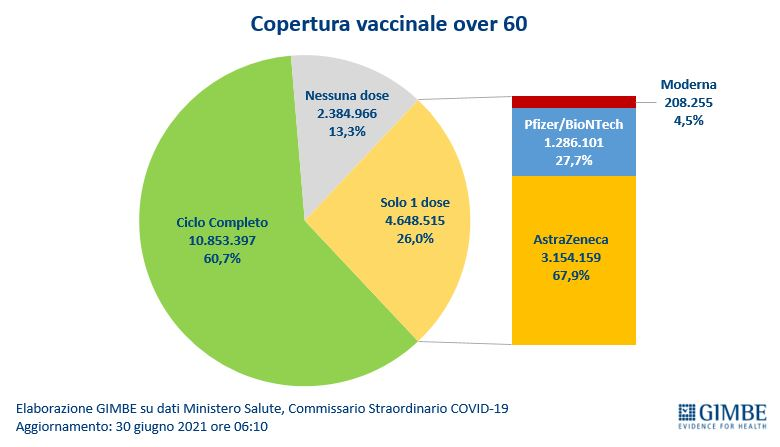 Copertura vaccinale over 60
Nessuna dose
2.384.966
13,3%
Solo 1 dose
4.648.515
26,0%
Ciclo Completo
10.853.397
60,7%
Moderna
208.255
4,5%
Pfizer/BioNTech
1.286.101
27,7%
AstraZeneca
3.154.159
67,9%
Elaborazione GIMBE su dati Ministero Salute, Commissario Straordinario COVID-19
Aggiornamento: 30 giugno 2021 ore 06:10
GIMBE
EVIDENCE FOR HEALTH